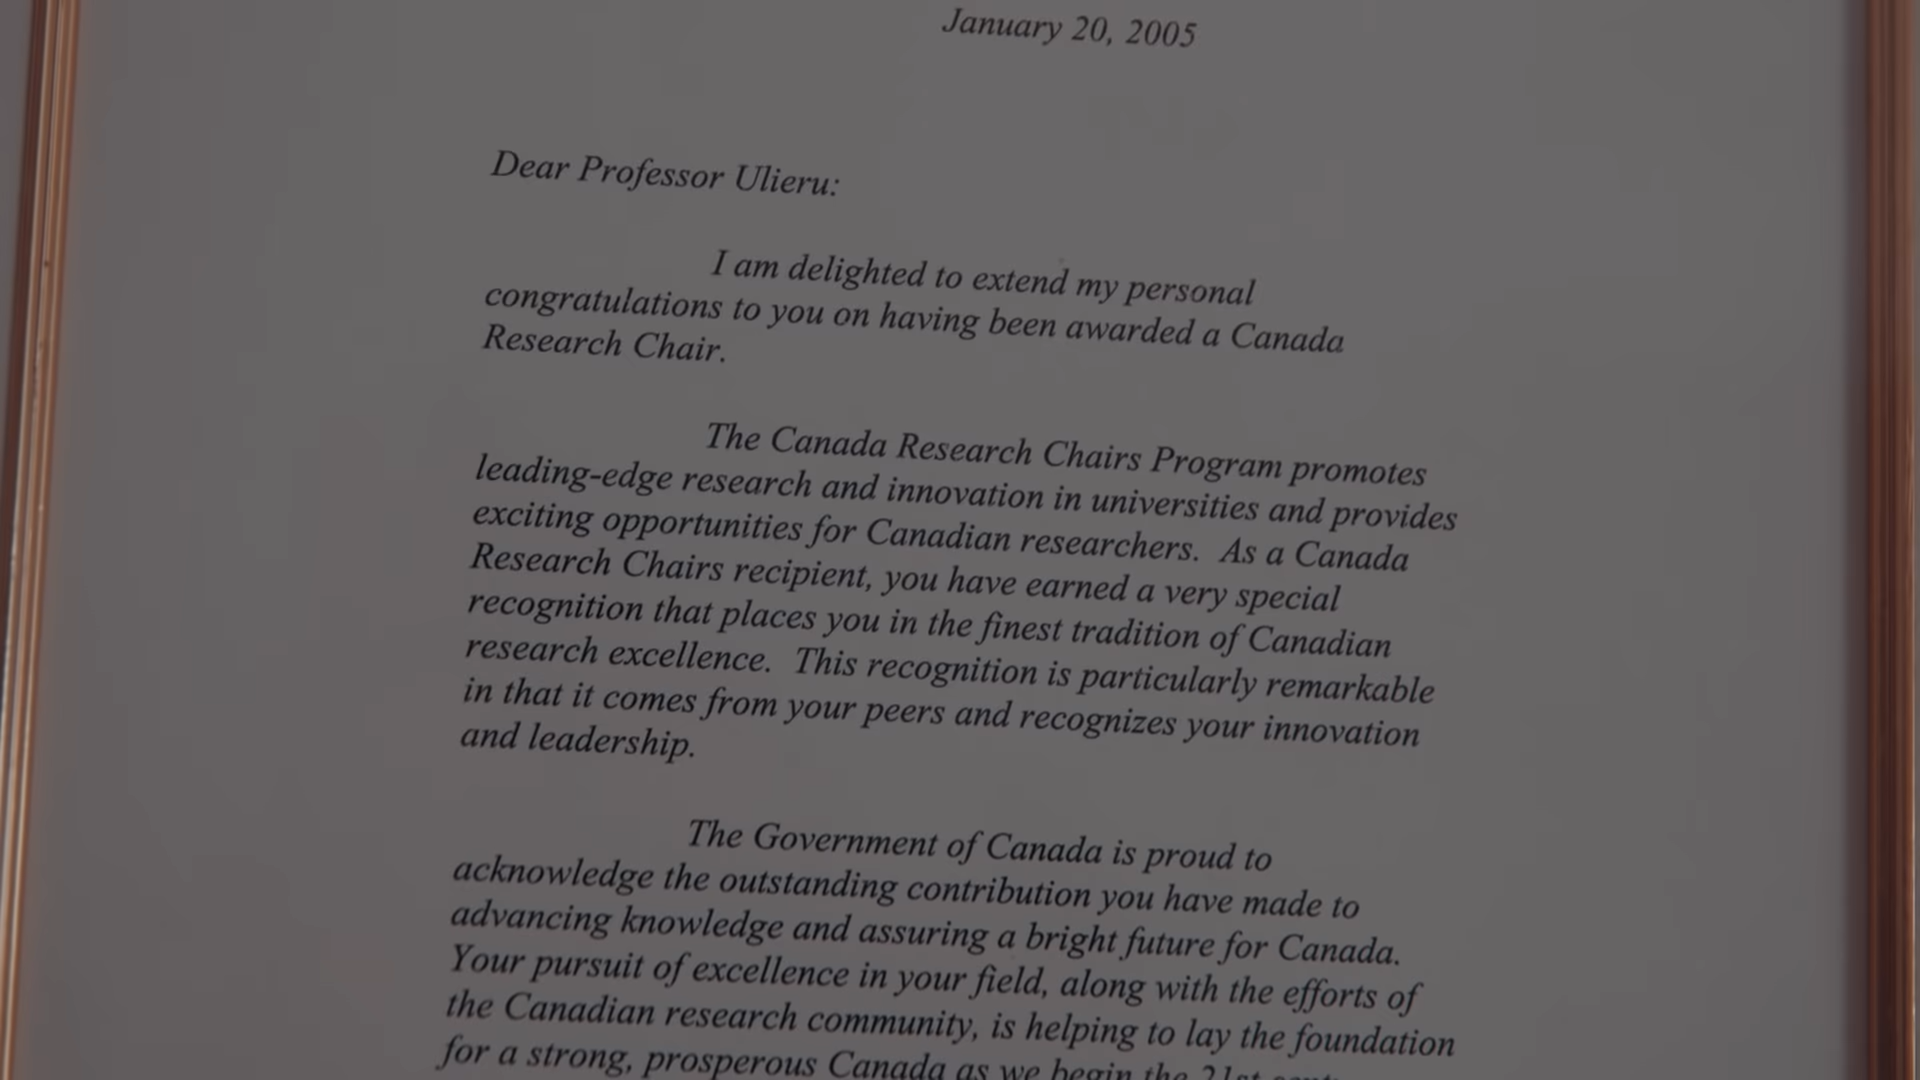 January 20, 2005
Dear Professor Ulieru:
I am delighted to extend my personal
congratulations to you on having been awarded a Canada
Research Chair.
The Canada Research Chairs Program promotes
leading-edge research and innovation in universities and provides
exciting opportunities for Canadian researchers.  As a Canada
Research Chairs recipient, you have earned a very special
recognition that places you in the finest tradition of Canadian
research excellence.  This recognition is particularly remarkable
in that it comes from your peers and recognizes your innovation
and leadership.
The Government of Canada is proud to
acknowledge the outstanding contribution you have made to
advancing knowledge and assuring a bright future for Canada.
Your pursuit of excellence in your field, along with the efforts of
the Canadian research community, is helping to lay the foundation
for a strong, prosperous Canada as we begin the 21st